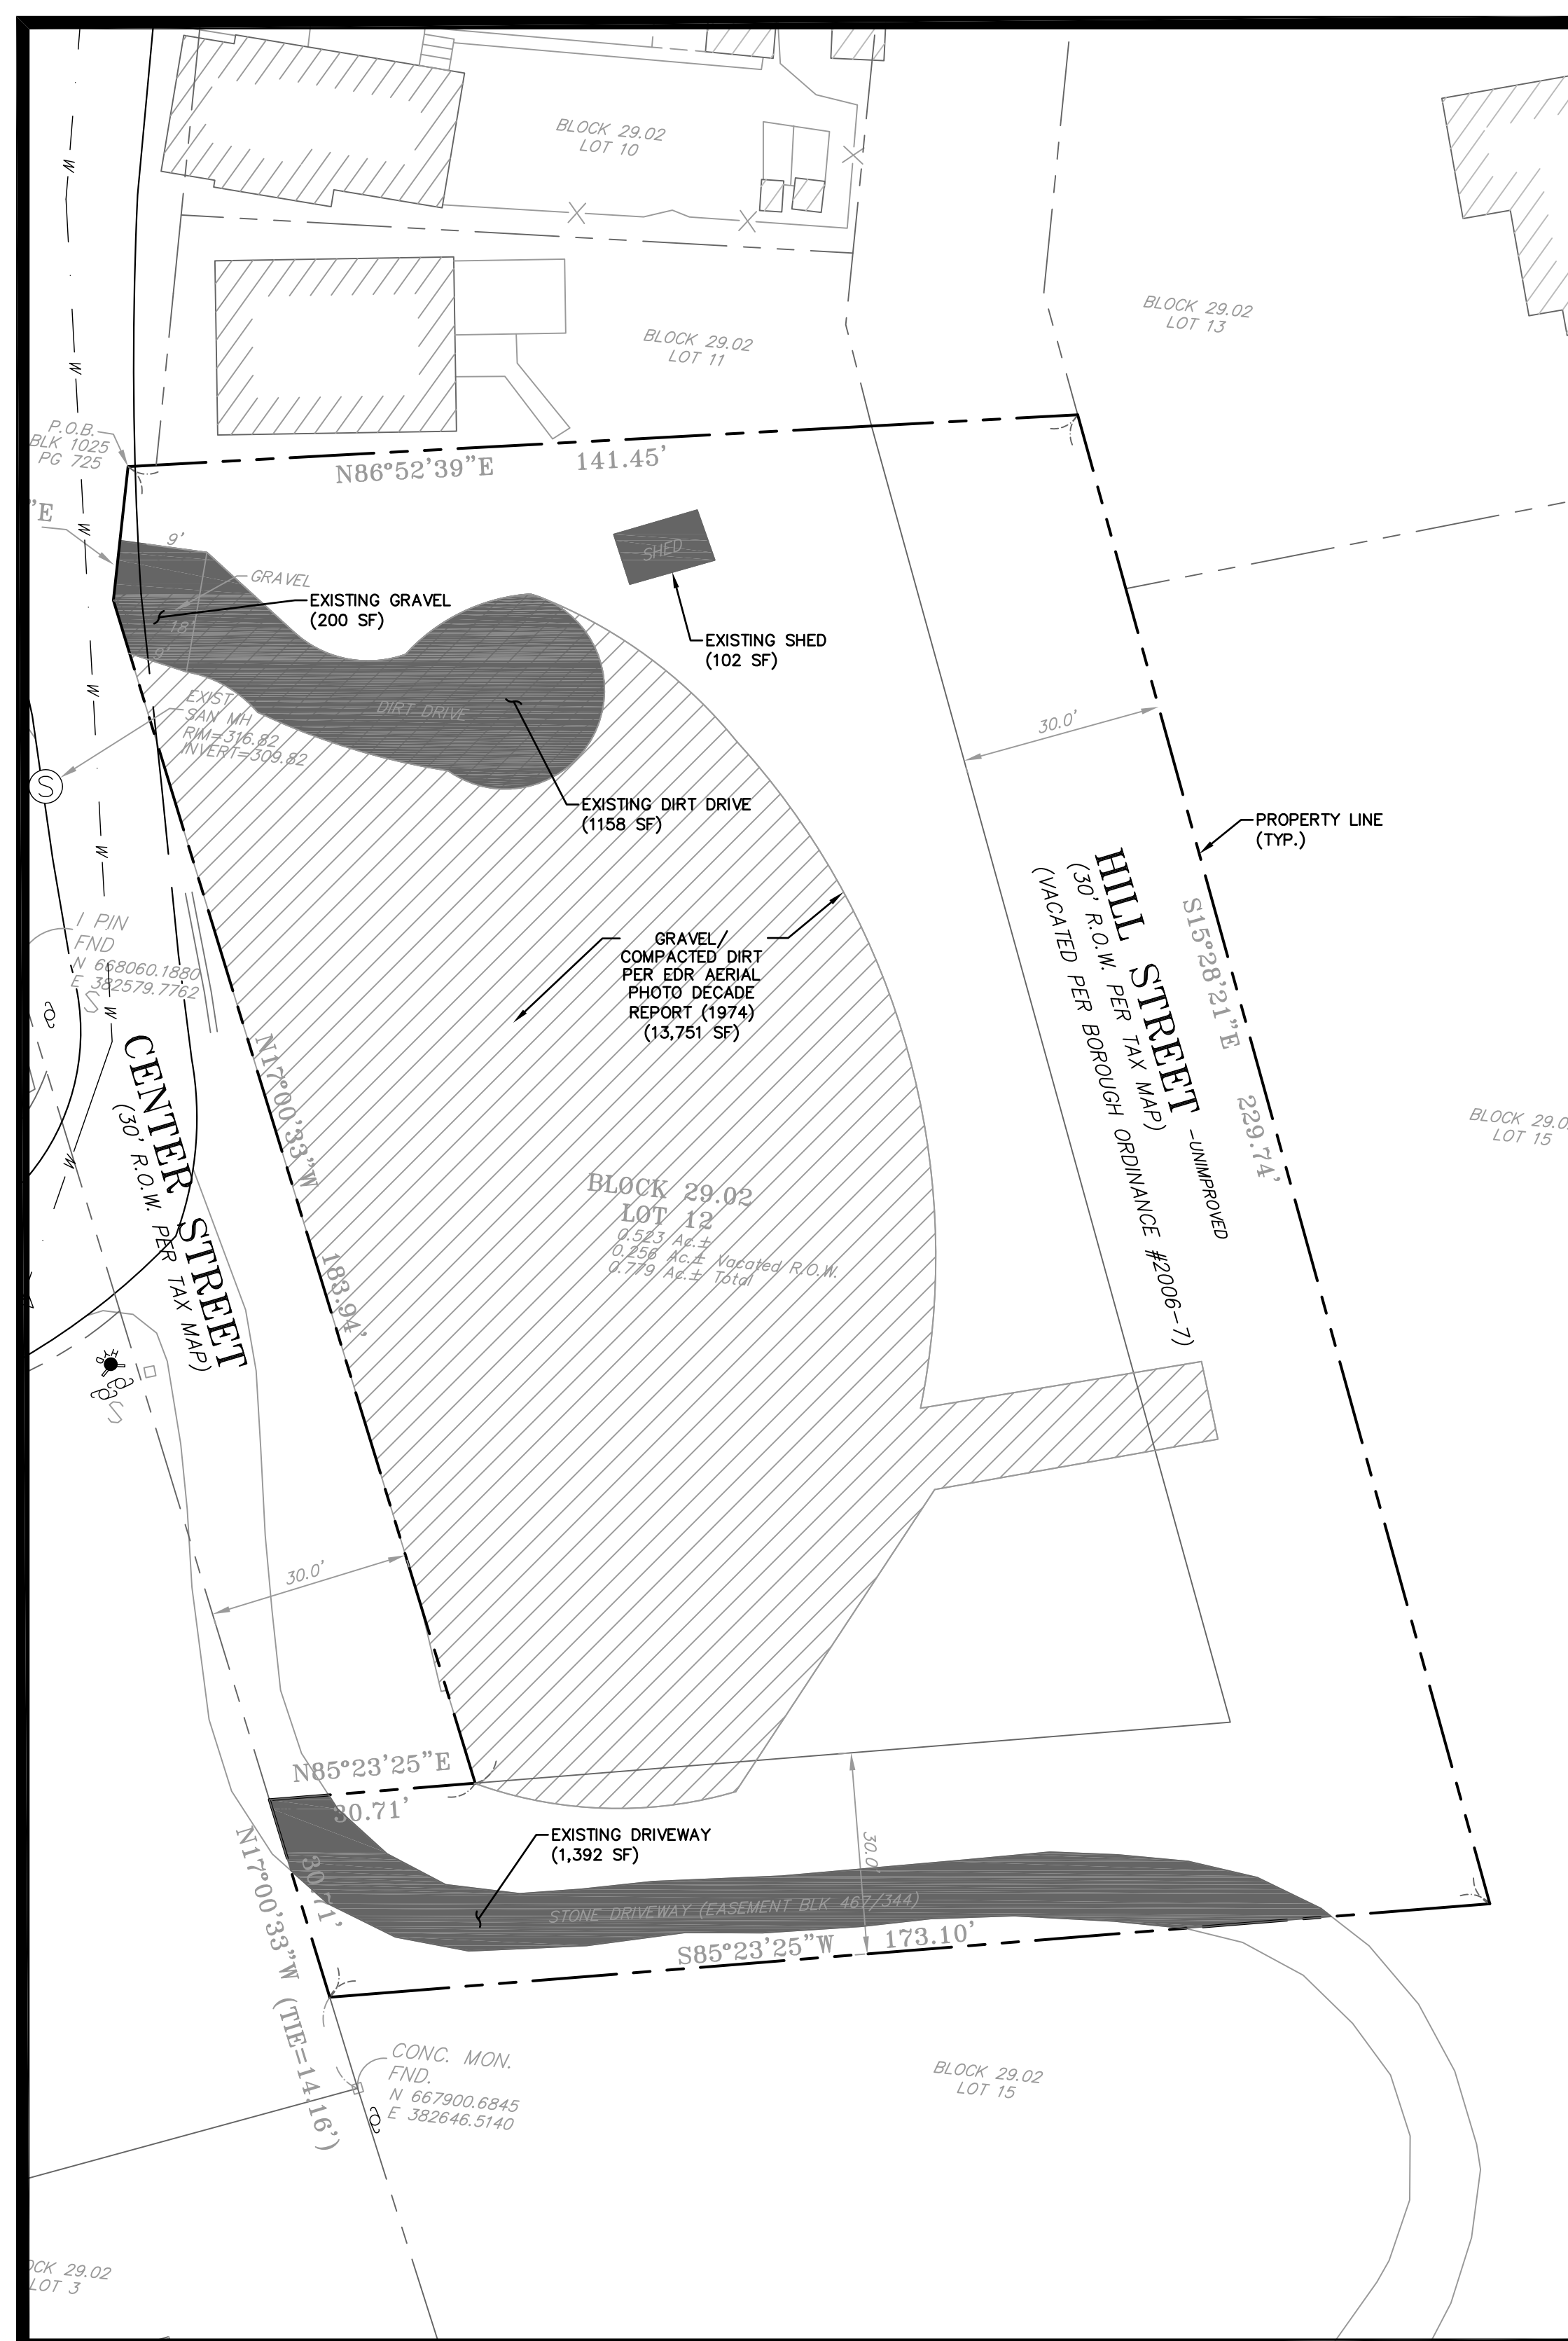 BLOCK 29.02
LOT 10
BLOCK 29.02
LOT 13
BLOCK 29.02
LOT 11
P.O.B.
BLK 1025
PG 725
N86°52'39"E 141.45'
"E
9'
GRAVEL
EXISTING GRAVEL
(200 SF)
18'
9'
SHED
EXISTING SHED
(102 SF)
EXIST
SAN MH
RIM=316.82
INVERT=309.82
DIRT DRIVE
30.0'
S
EXISTING DIRT DRIVE
(1158 SF)
PROPERTY LINE
(TYP.)
HILL STREET -UNIMPROVED
(30' R.O.W. PER TAX MAP)
(VACATED PER BOROUGH ORDINANCE #2006-7)
S15°28'21"E 229.74'
GRAVEL/
COMPACTED DIRT
PER EDR AERIAL
PHOTO DECADE
REPORT (1974)
(13,751 SF)
I PIN
FND
N 668060.1880
E 382579.7762
S
W
W
W
W
W
W
W
W
CENTER STREET
(30' R.O.W. PER TAX MAP)
N17°00'33"W 183.94'
BLOCK 29.0
LOT 15
BLOCK 29.02
LOT 12
0.523 Ac.±
0.256 Ac.± Vacated R.O.W.
0.779 Ac.± Total
S
30.0'
N85°23'25"E
30.71'
EXISTING DRIVEWAY
(1,392 SF)
30.0'
30.71'
N17°00'33"W (TIE=14.16')
STONE DRIVEWAY (EASEMENT BLK 467/344)
S85°23'25"W 173.10'
CONC. MON.
FND.
N 667900.6845
E 382646.5140
BLOCK 29.02
LOT 15
OCK 29.02
LOT 3